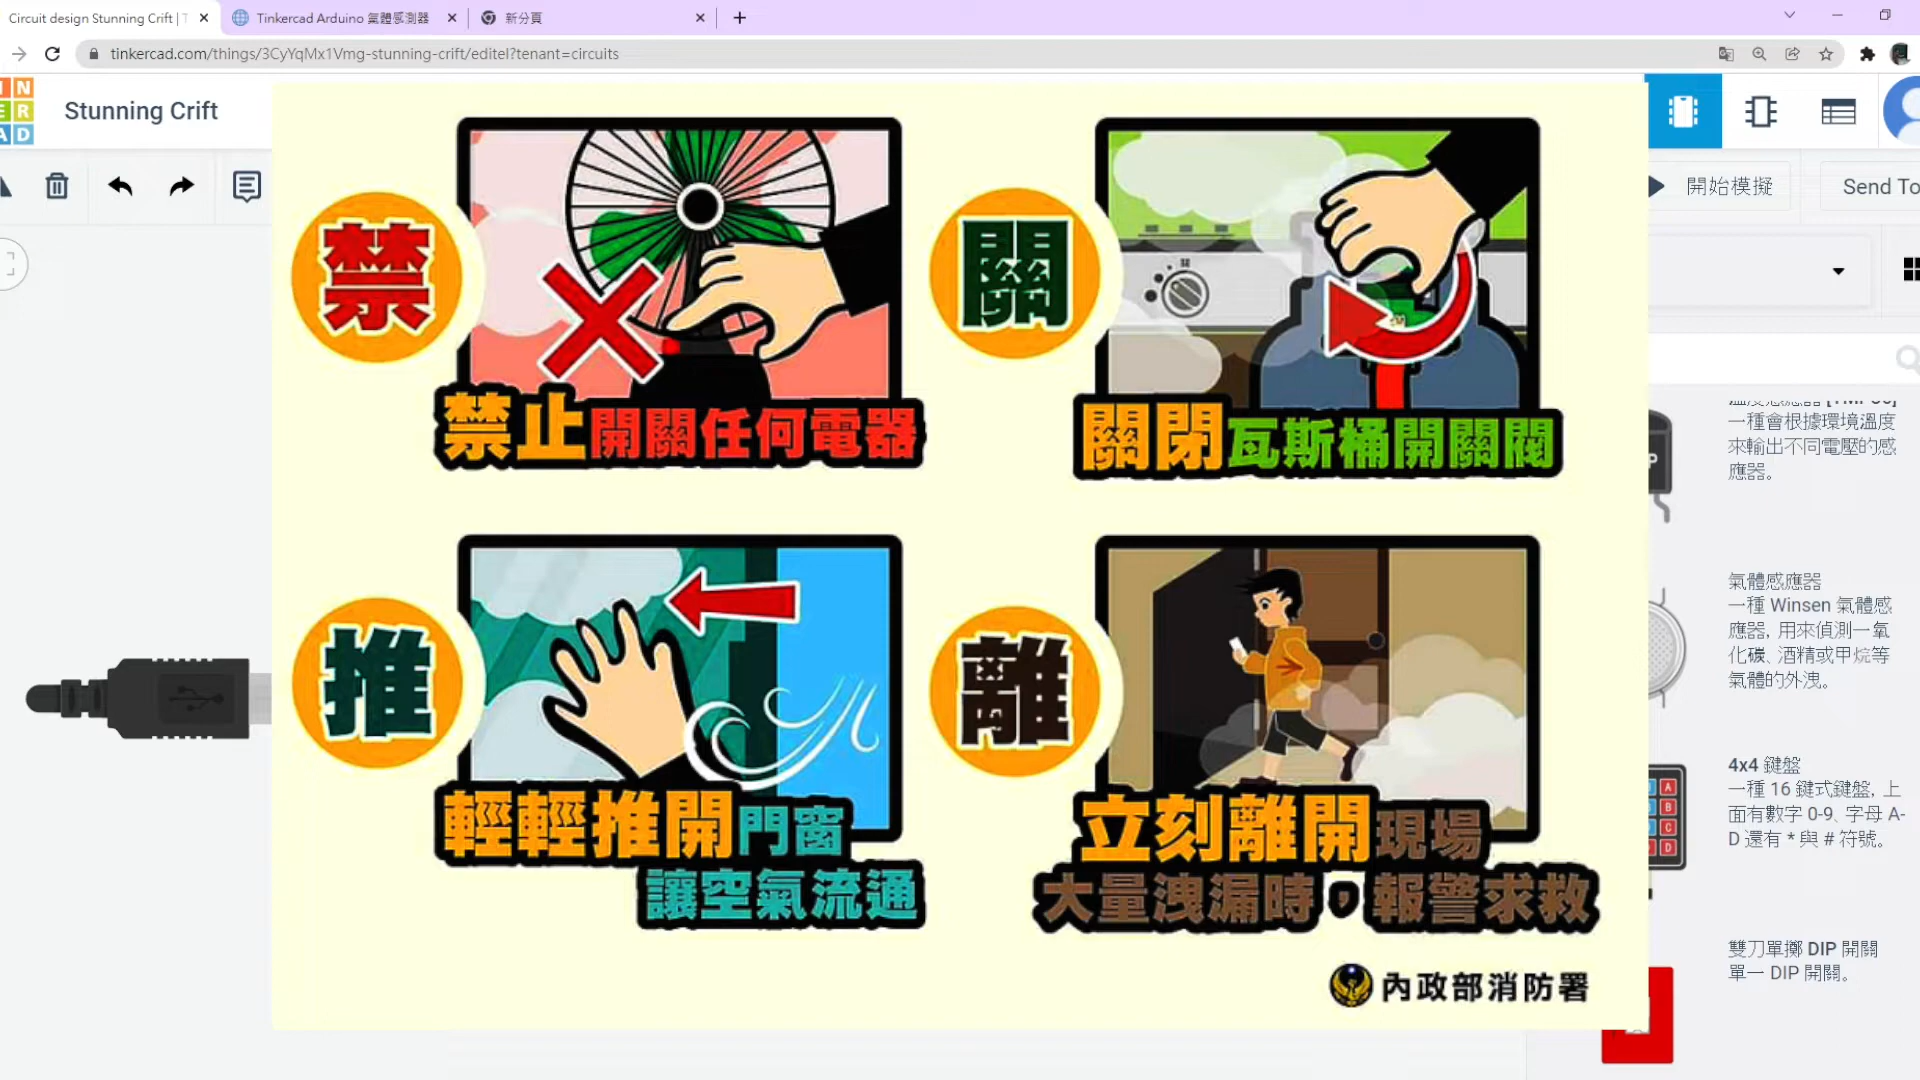 Circuit design Stunning Crift | T
Tinkercad Arduino 氣體感測器
新分頁
tinkercad.com/things/3CyYqMx1Vmg-stunning-crift/editel?tenant=circuits
Stunning Crift
開始模擬
Send To
禁
禁止開關任何電器
關
關閉瓦斯桶開關閥
推
輕輕推開門窗
讓空氣流通
離
立刻離開現場
大量洩漏時,報警求救
內政部消防署
一種會根據環境溫度
來輸出不同電壓的感
應器。
氣體感應器
一種 Winsen 氣體感
應器, 用來偵測一氧
化碳、酒精或甲烷等
氣體的外洩。
4x4 鍵盤
一種 16 鍵式鍵盤, 上
面有數字 0-9、字母 A-
D 還有 * 與 # 符號。
A
B
C
D
雙刀單擲 DIP 開關
單一 DIP 開關。